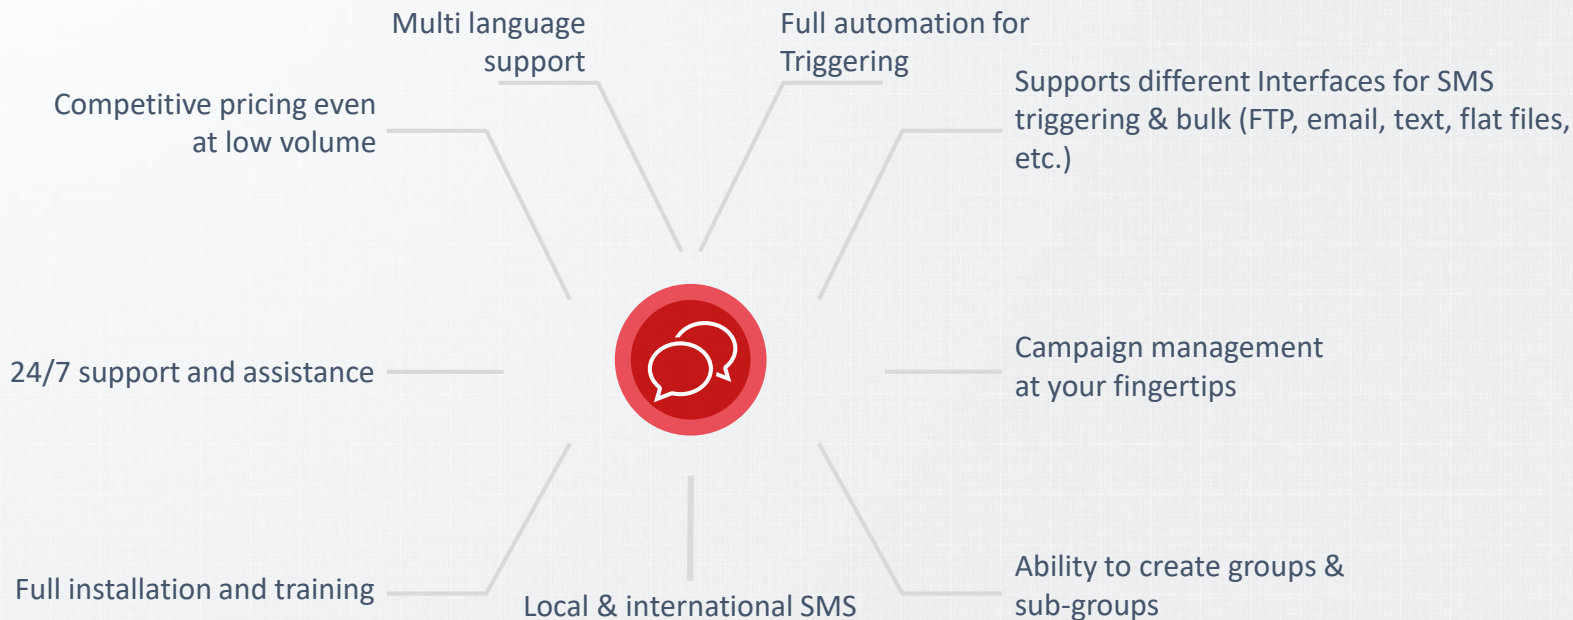 Multi language
support
Full automation for
Triggering
Competitive pricing even
at low volume
Supports different Interfaces for SMS
triggering & bulk (FTP, email, text, flat files,
etc.)
24/7 support and assistance
Campaign management
at your fingertips
Full installation and training
Local & international SMS
Ability to create groups &
sub-groups